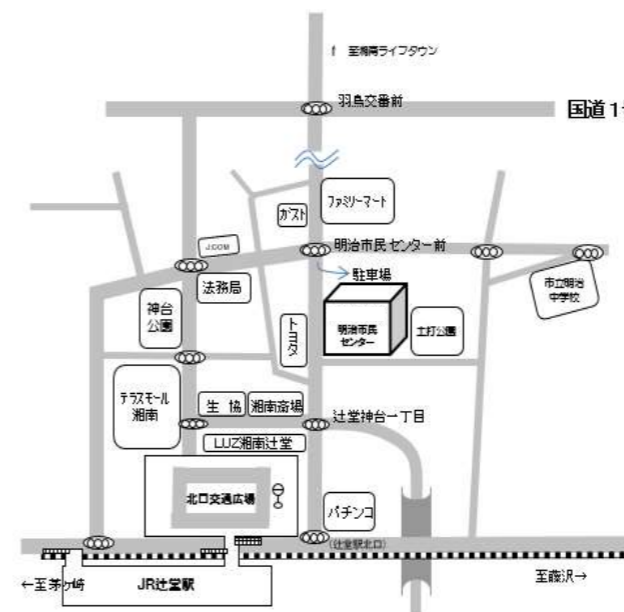 至湘南ライフタウン
羽鳥交番前
国道1
ファミリーマート
ガスト
J:COM
明治市民センター前
駐車場
法務局
神台
公園
トヨタ
明治市民
センター
土打公園
市立明治
中学校
テラスモール
湘南
生 協
湘南斎場
辻堂神台一丁目
LUZ湘南辻堂
北口交通広場
パチンコ
(辻堂駅北口)
←至茅ヶ崎
JR辻堂駅
至藤沢→